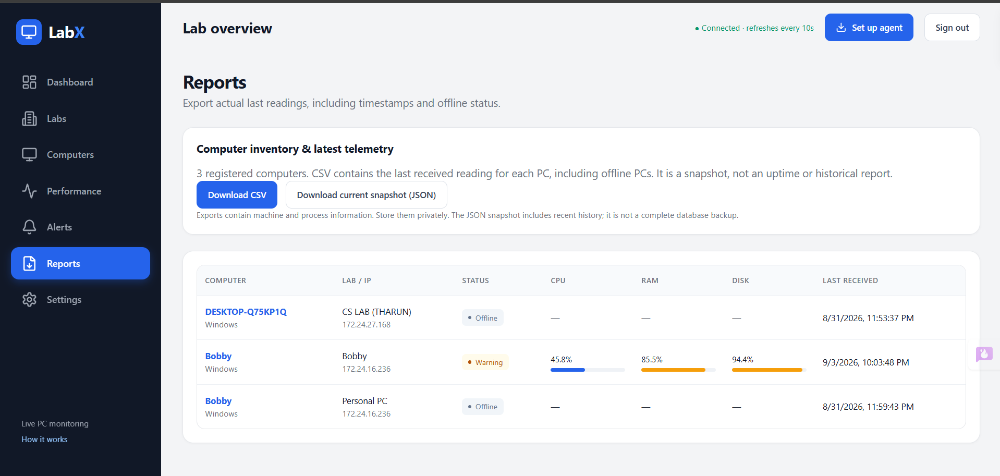 LabX
Dashboard
Labs
Computers
Performance
Alerts
Reports
Settings
Live PC monitoring
How it works
Lab overview
● Connected · refreshes every 10s
Set up agent
Sign out
Reports
Export actual last readings, including timestamps and offline status.
Computer inventory & latest telemetry
3 registered computers. CSV contains the last received reading for each PC, including offline PCs. It is a snapshot, not an uptime or historical report.
Download CSV
Download current snapshot (JSON)
Exports contain machine and process information. Store them privately. The JSON snapshot includes recent history; it is not a complete database backup.
COMPUTER LAB / IP STATUS CPU RAM DISK LAST RECEIVED
DESKTOP-Q75KP1Q CS LAB (THARUN) Offline — — — 8/31/2026, 11:53:37 PM
Windows 172.24.27.168
Bobby Bobby Warning 45.8% 85.5% 94.4% 9/3/2026, 10:03:48 PM
Windows 172.24.16.236
Bobby Personal PC Offline — — — 8/31/2026, 11:59:43 PM
Windows 172.24.16.236